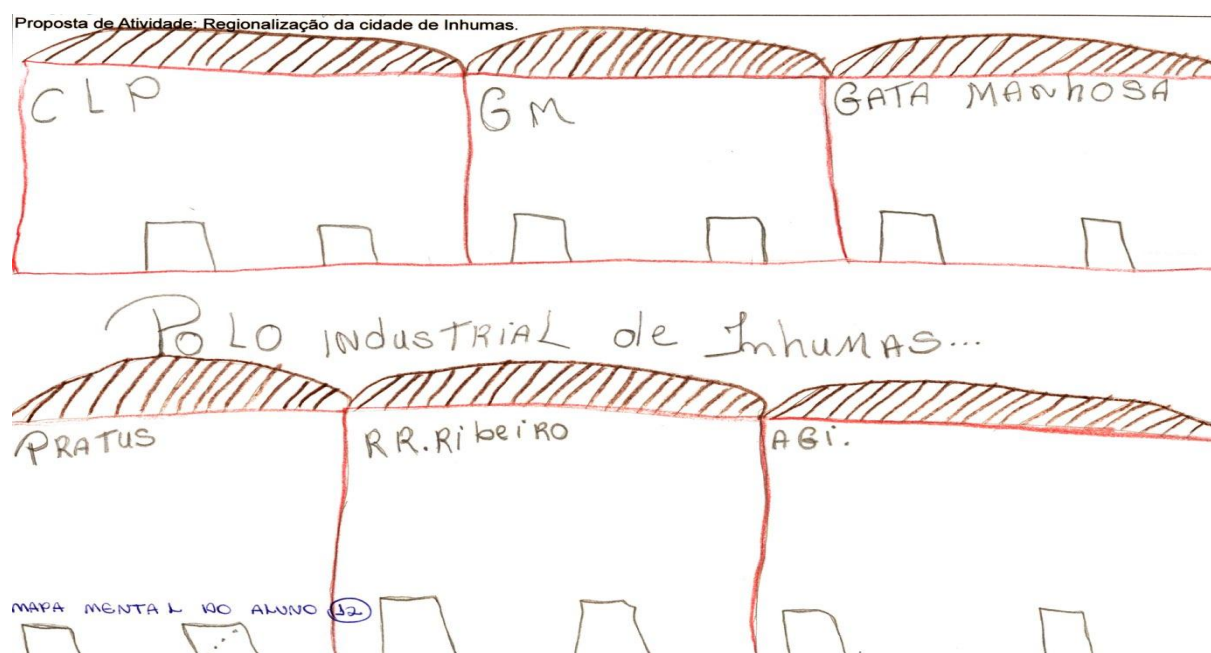 Proposta de Atividade: Regionalização da cidade de Inhumas.
CLP GM GATA MANhOSA
POLO INdusTRiAL de InhumAS...
PRATUS RR.RibeiRO AGi.
MAPA MENTAL DO ALUNO 12